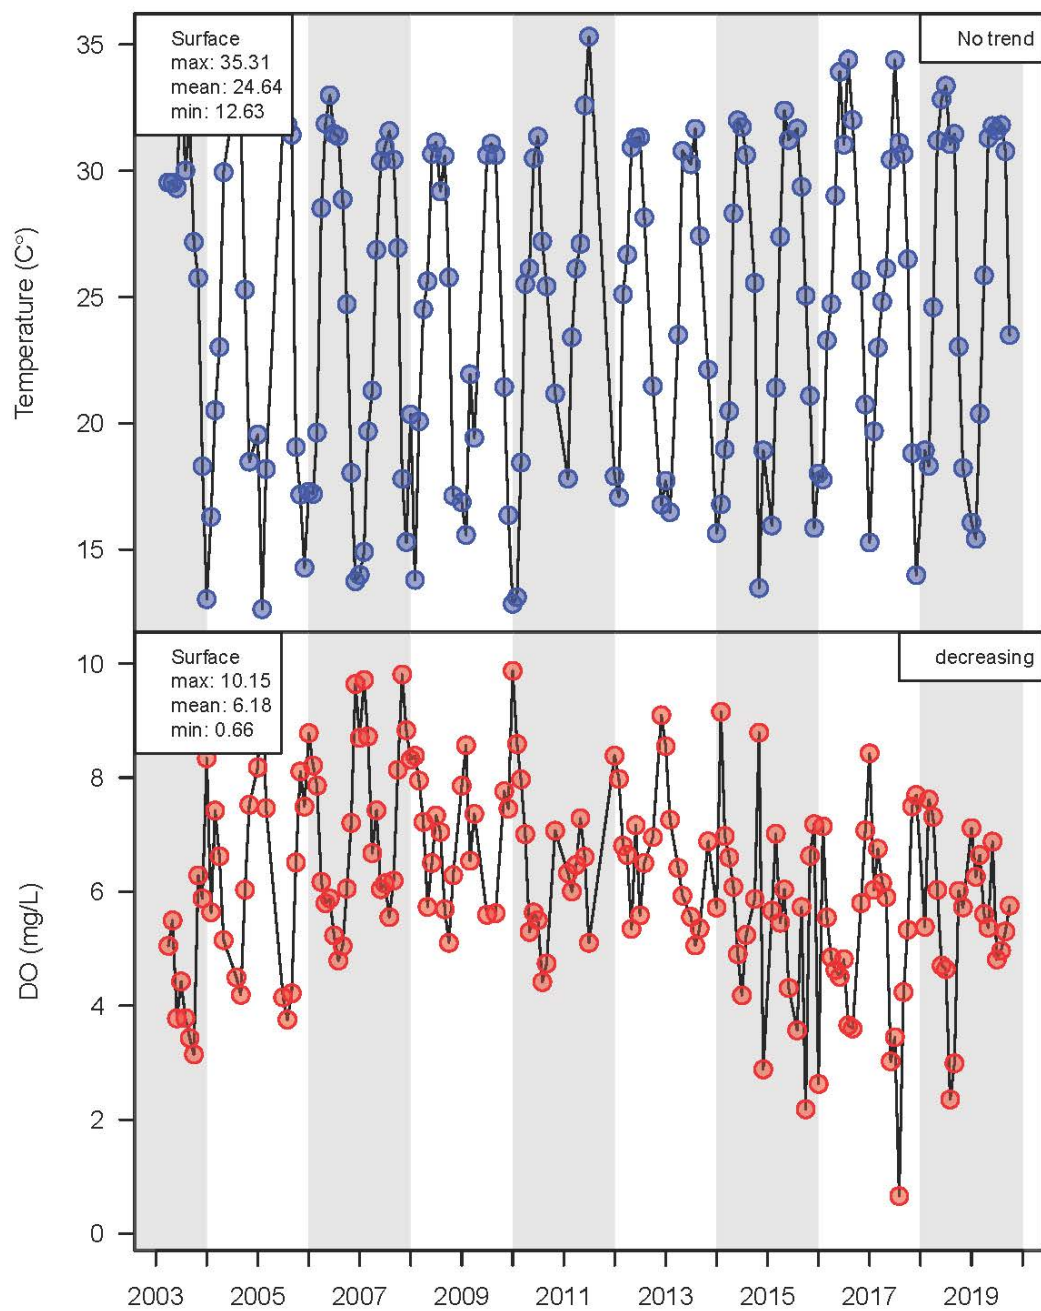 Surface
max: 35.31
mean: 24.64
min: 12.63
No trend
Temperature (C°)
35
30
25
20
15
Surface
max: 10.15
mean: 6.18
min: 0.66
decreasing
DO (mg/L)
10
8
6
4
2
0
2003 2005 2007 2009 2011 2013 2015 2017 2019